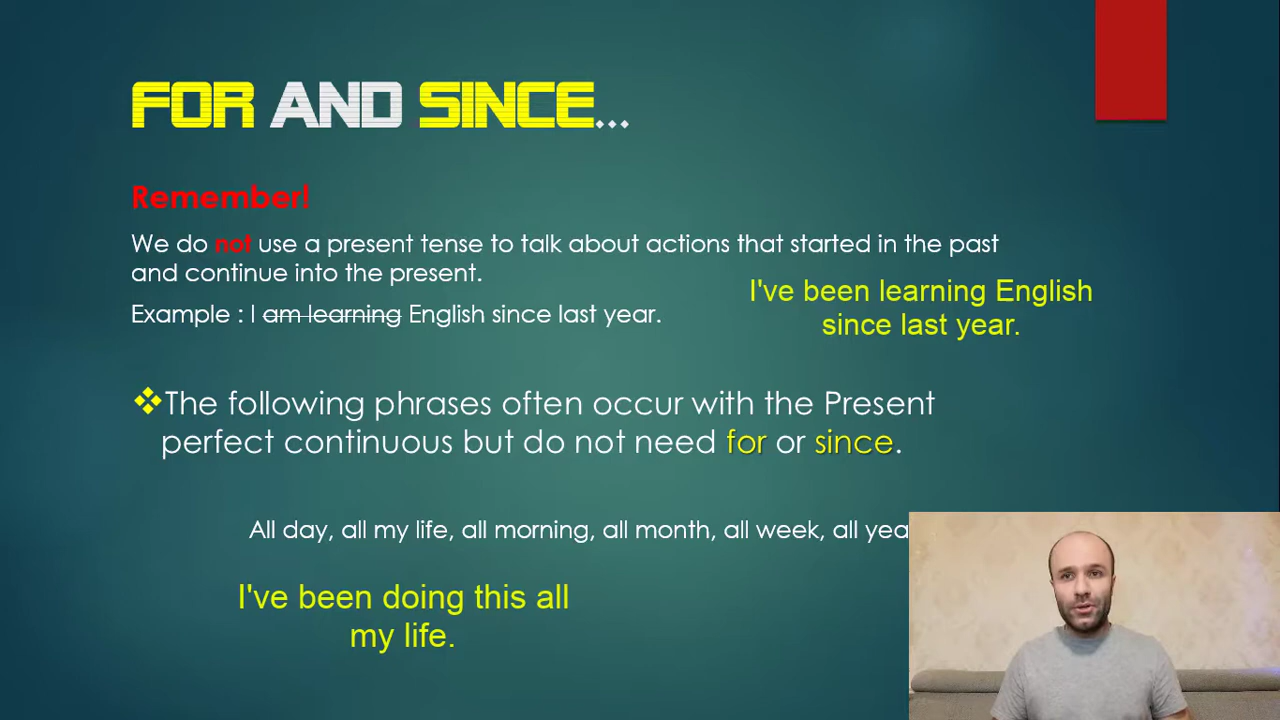 FOR AND SINCE...
Remember!
We do not use a present tense to talk about actions that started in the past
and continue into the present.
I've been learning English
since last year.
Example : I am learning English since last year.
The following phrases often occur with the Present
perfect continuous but do not need for or since.
All day, all my life, all morning, all month, all week, all
I've been doing this all
my life.